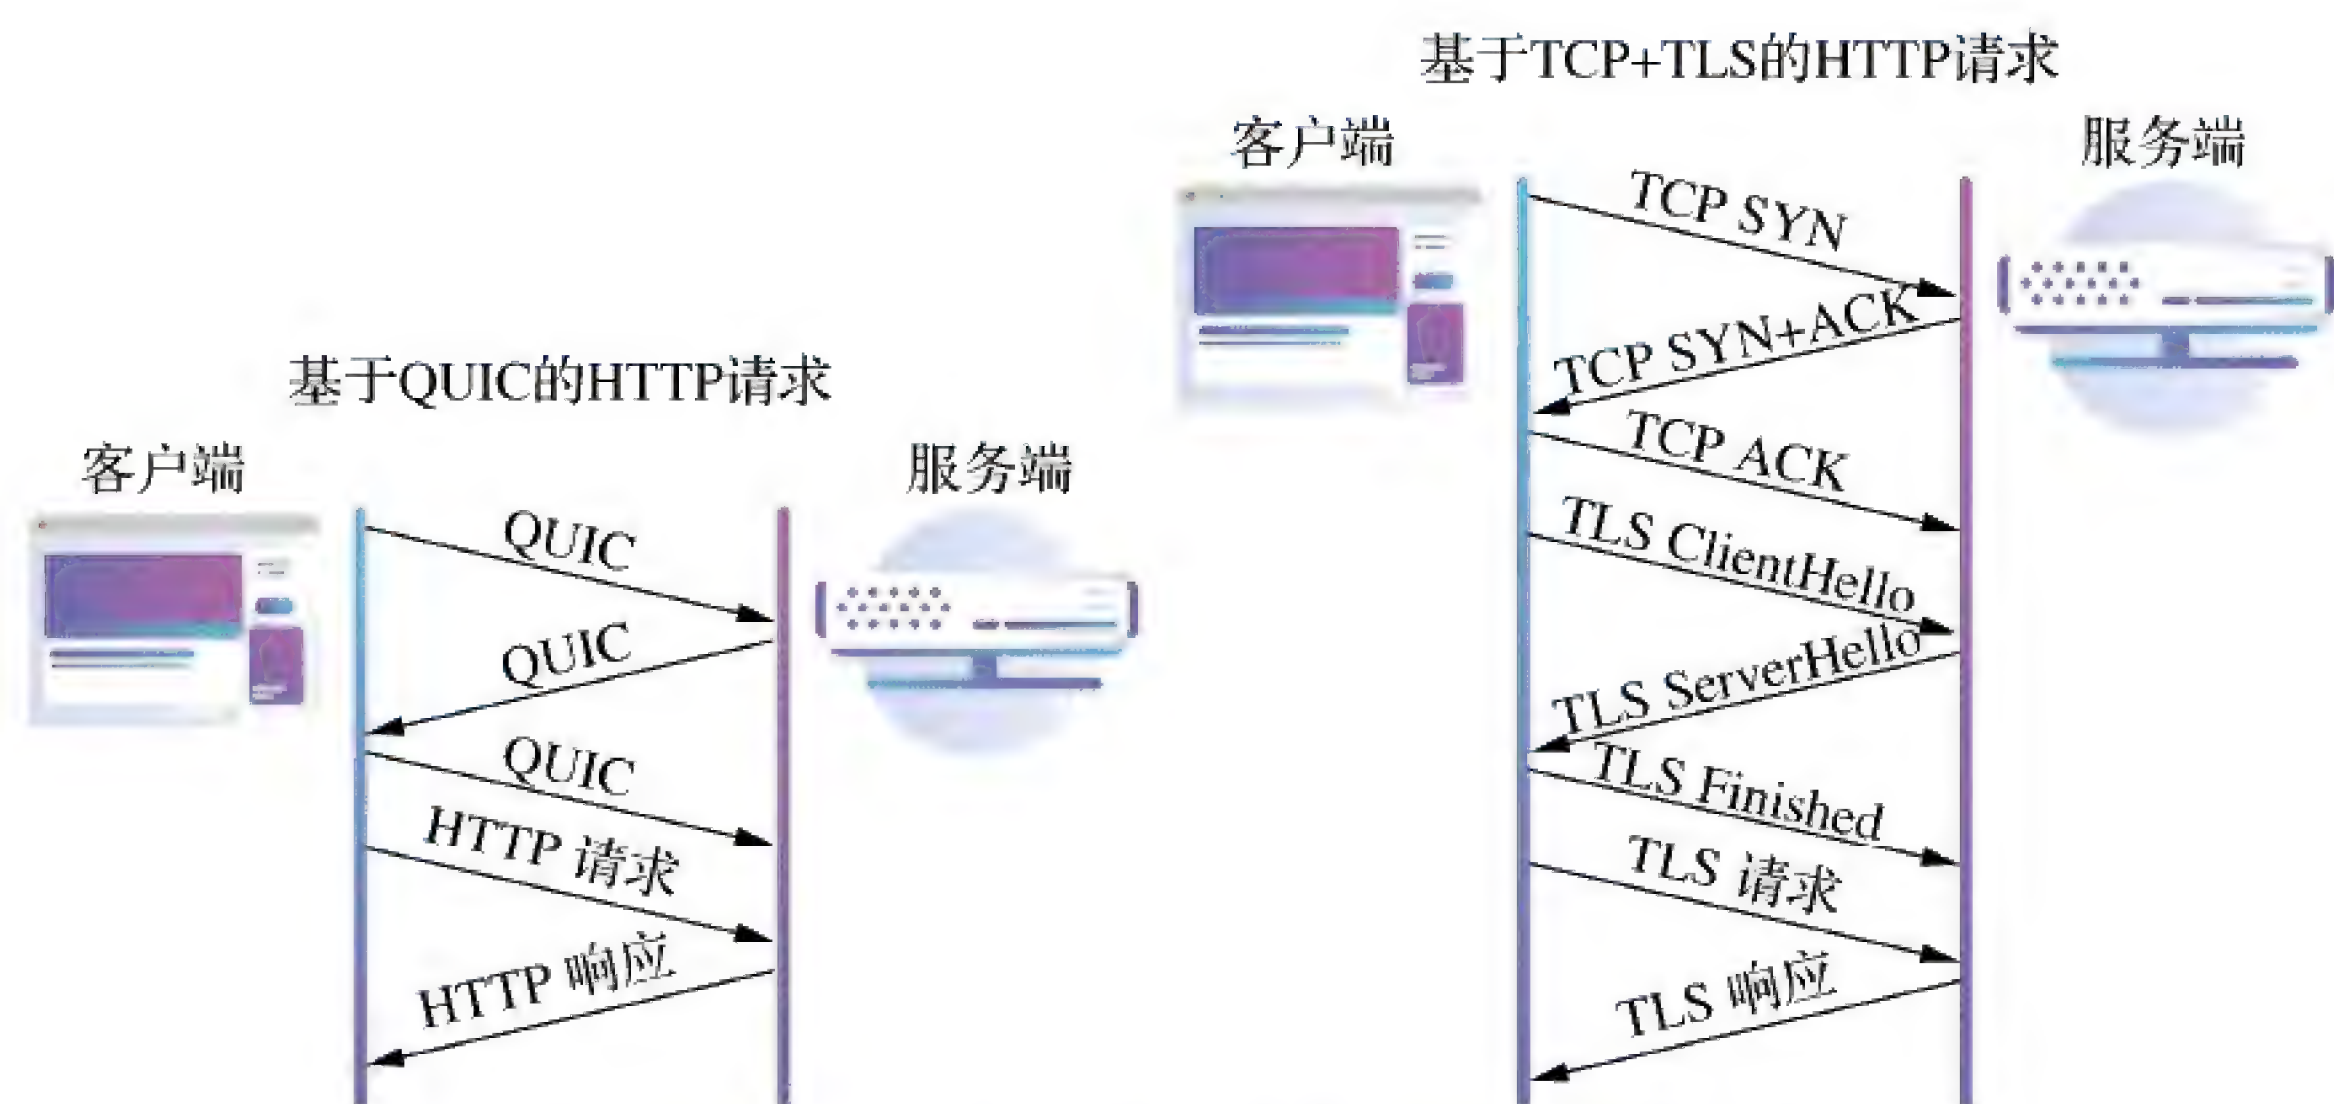 基于QUIC的HTTP请求
客户端
服务端
QUIC
QUIC
QUIC
HTTP 请求
HTTP 响应
基于TCP+TLS的HTTP请求
客户端
服务端
TCP SYN
TCP SYN+ACK
TCP ACK
TLS ClientHello
TLS ServerHello
TLS Finished
TLS 请求
TLS 响应